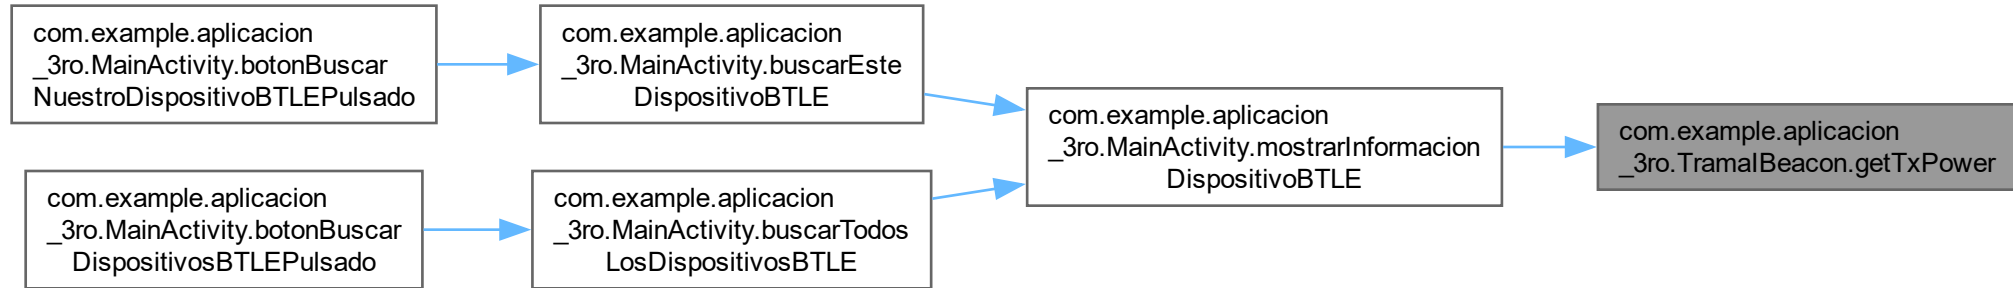 com.example.aplicacion
_3ro.MainActivity.botonBuscar
NuestroDispositivoBTLEPulsado
com.example.aplicacion
_3ro.MainActivity.buscarEste
DispositivoBTLE
com.example.aplicacion
_3ro.MainActivity.mostrarInformacion
DispositivoBTLE
com.example.aplicacion
_3ro.TramaIBeacon.getTxPower
com.example.aplicacion
_3ro.MainActivity.botonBuscar
DispositivosBTLEPulsado
com.example.aplicacion
_3ro.MainActivity.buscarTodos
LosDispositivosBTLE